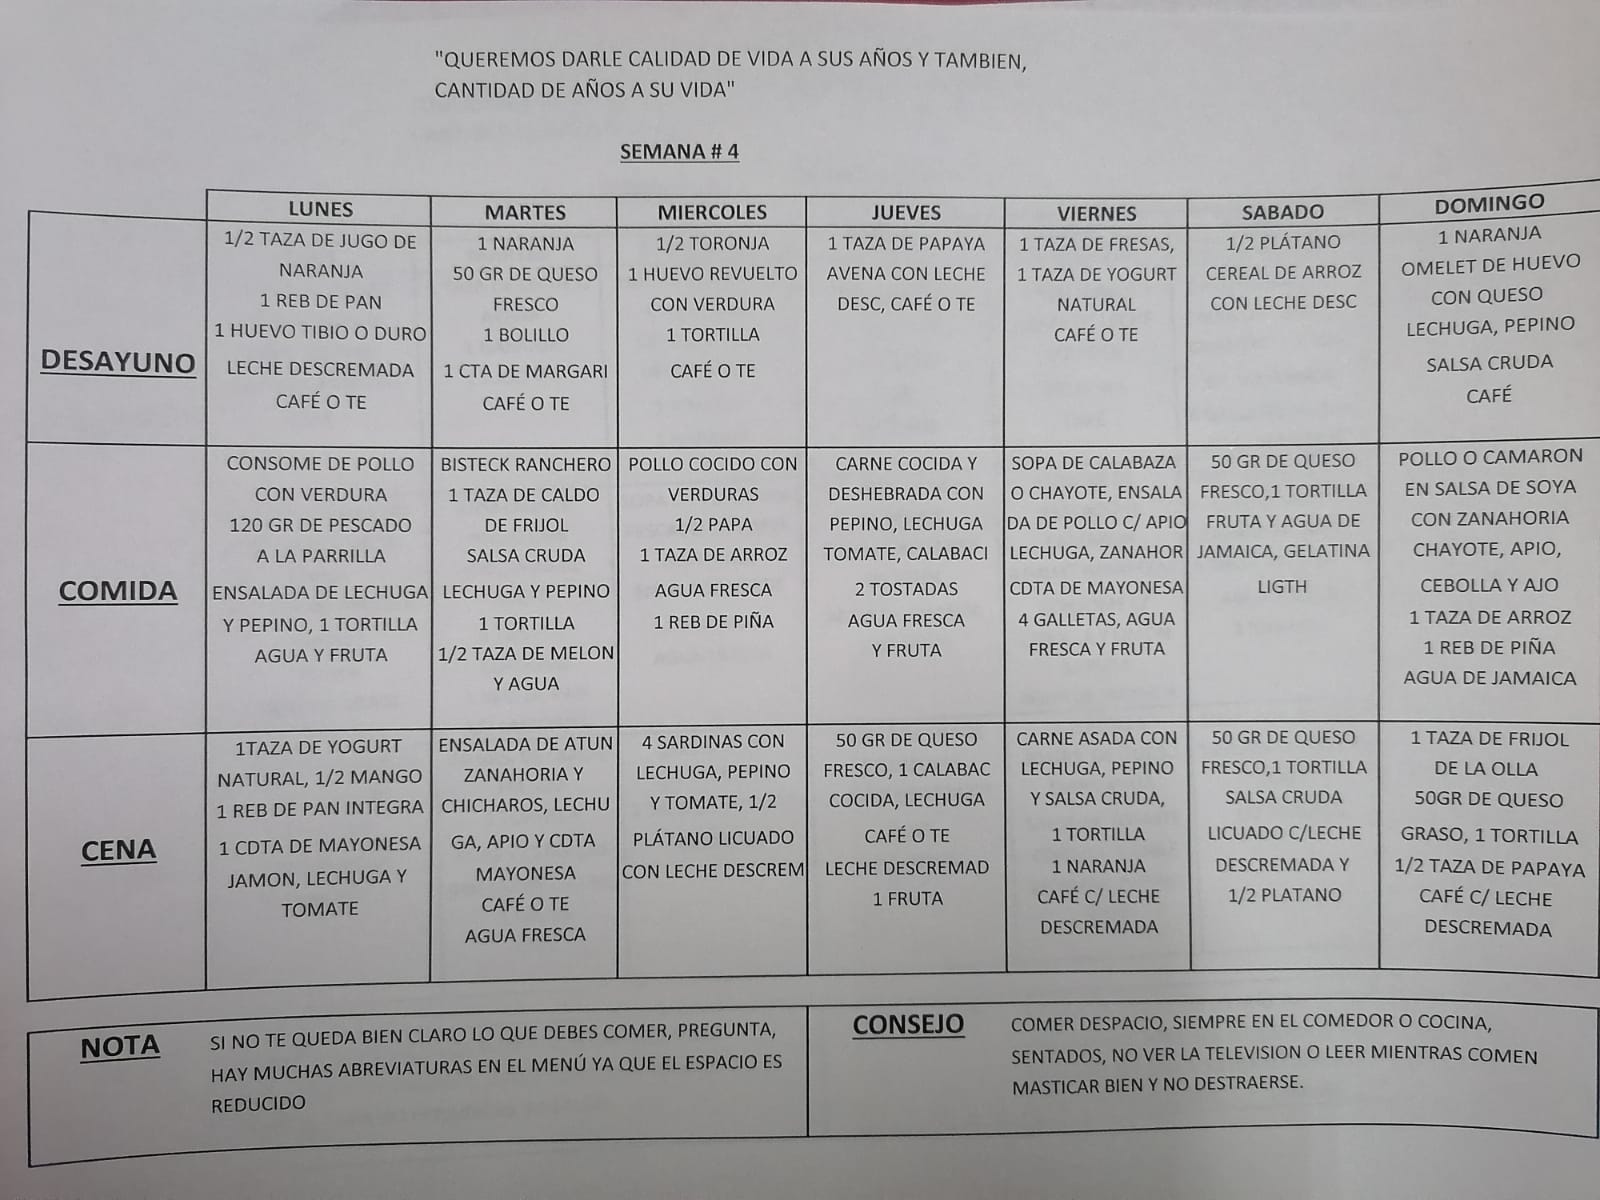 "QUEREMOS DARLE CALIDAD DE VIDA A SUS AÑOS Y TAMBIEN,
CANTIDAD DE AÑOS A SU VIDA"
SEMANA # 4
LUNES
MARTES
MIERCOLES
JUEVES
VIERNES
SABADO
DOMINGO
DESAYUNO
1/2 TAZA DE JUGO DE
NARANJA
1 REB DE PAN
1 HUEVO TIBIO O DURO
LECHE DESCREMADA
CAFÉ O TE
1 NARANJA
50 GR DE QUESO
FRESCO
1 BOLILLO
1 CTA DE MARGARI
CAFÉ O TE
1/2 TORONJA
1 HUEVO REVUELTO
CON VERDURA
1 TORTILLA
CAFÉ O TE
1 TAZA DE PAPAYA
AVENA CON LECHE
DESC, CAFÉ O TE
1 TAZA DE FRESAS,
1 TAZA DE YOGURT
NATURAL
CAFÉ O TE
1/2 PLÁTANO
CEREAL DE ARROZ
CON LECHE DESC
1 NARANJA
OMELET DE HUEVO
CON QUESO
LECHUGA, PEPINO
SALSA CRUDA
CAFÉ
COMIDA
CONSOME DE POLLO
CON VERDURA
120 GR DE PESCADO
A LA PARRILLA
ENSALADA DE LECHUGA
Y PEPINO, 1 TORTILLA
AGUA Y FRUTA
BISTECK RANCHERO
1 TAZA DE CALDO
DE FRIJOL
SALSA CRUDA
LECHUGA Y PEPINO
1 TORTILLA
1/2 TAZA DE MELON
Y AGUA
POLLO COCIDO CON
VERDURAS
1/2 PAPA
1 TAZA DE ARROZ
AGUA FRESCA
1 REB DE PIÑA
CARNE COCIDA Y
DESHEBRADA CON
PEPINO, LECHUGA
TOMATE, CALABACI
2 TOSTADAS
AGUA FRESCA
Y FRUTA
SOPA DE CALABAZA
O CHAYOTE, ENSALA
DA DE POLLO C/ APIO
LECHUGA, ZANAHOR
CDTA DE MAYONESA
4 GALLETAS, AGUA
FRESCA Y FRUTA
50 GR DE QUESO
FRESCO,1 TORTILLA
FRUTA Y AGUA DE
JAMAICA, GELATINA
LIGTH
POLLO O CAMARON
EN SALSA DE SOYA
CON ZANAHORIA
CHAYOTE, APIO,
CEBOLLA Y AJO
1 TAZA DE ARROZ
1 REB DE PIÑA
AGUA DE JAMAICA
CENA
1TAZA DE YOGURT
NATURAL, 1/2 MANGO
1 REB DE PAN INTEGRA
1 CDTA DE MAYONESA
JAMON, LECHUGA Y
TOMATE
ENSALADA DE ATUN
ZANAHORIA Y
CHICHAROS, LECHU
GA, APIO Y CDTA
MAYONESA
CAFÉ O TE
AGUA FRESCA
4 SARDINAS CON
LECHUGA, PEPINO
Y TOMATE, 1/2
PLÁTANO LICUADO
CON LECHE DESCREM
50 GR DE QUESO
FRESCO, 1 CALABAC
COCIDA, LECHUGA
CAFÉ O TE
LECHE DESCREMAD
1 FRUTA
CARNE ASADA CON
LECHUGA, PEPINO
Y SALSA CRUDA,
1 TORTILLA
1 NARANJA
CAFÉ C/ LECHE
DESCREMADA
50 GR DE QUESO
FRESCO,1 TORTILLA
SALSA CRUDA
LICUADO C/LECHE
DESCREMADA Y
1/2 PLATANO
1 TAZA DE FRIJOL
DE LA OLLA
50GR DE QUESO
GRASO, 1 TORTILLA
1/2 TAZA DE PAPAYA
CAFÉ C/ LECHE
DESCREMADA
NOTA
SI NO TE QUEDA BIEN CLARO LO QUE DEBES COMER, PREGUNTA,
HAY MUCHAS ABREVIATURAS EN EL MENÚ YA QUE EL ESPACIO ES
REDUCIDO
CONSEJO
COMER DESPACIO, SIEMPRE EN EL COMEDOR O COCINA,
SENTADOS, NO VER LA TELEVISION O LEER MIENTRAS COMEN
MASTICAR BIEN Y NO DESTRAERSE.